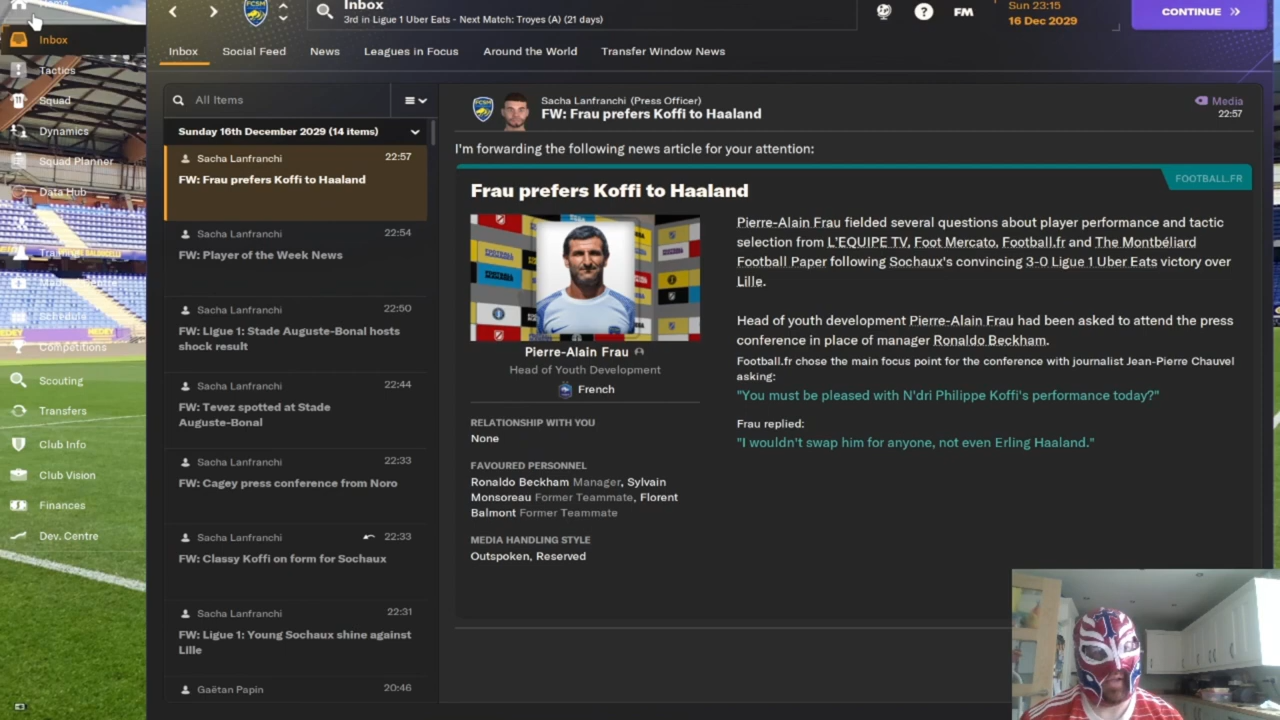 Home
Inbox
3rd in Ligue 1 Uber Eats - Next Match: Troyes (A) (21 days)
FCSM
FM
Sun 23:15
16 Dec 2029
CONTINUE
Inbox
Tactics
Squad
Dynamics
Squad Planner
Data Hub
Schedule
Competitions
Scouting
Transfers
Club Info
Club Vision
Finances
Dev. Centre
Inbox
Social Feed
News
Leagues in Focus
Around the World
Transfer Window News
All Items
Sunday 16th December 2029 (14 items)
Sacha Lanfranchi 22:57
FW: Frau prefers Koffi to Haaland
Sacha Lanfranchi 22:54
FW: Player of the Week News
Sacha Lanfranchi 22:50
FW: Ligue 1: Stade Auguste-Bonal hosts
shock result
Sacha Lanfranchi 22:44
FW: Tevez spotted at Stade
Auguste-Bonal
Sacha Lanfranchi 22:33
FW: Cagey press conference from Noro
Sacha Lanfranchi 22:33
FW: Classy Koffi on form for Sochaux
Sacha Lanfranchi 22:31
FW: Ligue 1: Young Sochaux shine against
Lille
Gaëtan Papin 20:46
Sacha Lanfranchi (Press Officer)
FW: Frau prefers Koffi to Haaland
Media
22:57
I'm forwarding the following news article for your attention:
FOOTBALL.FR
Frau prefers Koffi to Haaland
Pierre-Alain Frau
Head of Youth Development
French
RELATIONSHIP WITH YOU
None
FAVOURED PERSONNEL
Ronaldo Beckham Manager, Sylvain
Monsoreau Former Teammate, Florent
Balmont Former Teammate
MEDIA HANDLING STYLE
Outspoken, Reserved
Pierre-Alain Frau fielded several questions about player performance and tactic
selection from L'EQUIPE TV, Foot Mercato, Football.fr and The Montbéliard
Football Paper following Sochaux's convincing 3-0 Ligue 1 Uber Eats victory over
Lille.
Head of youth development Pierre-Alain Frau had been asked to attend the press
conference in place of manager Ronaldo Beckham.
Football.fr chose the main focus point for the conference with journalist Jean-Pierre Chauvel
asking:
"You must be pleased with N'dri Philippe Koffi's performance today?"
Frau replied:
"I wouldn't swap him for anyone, not even Erling Haaland."